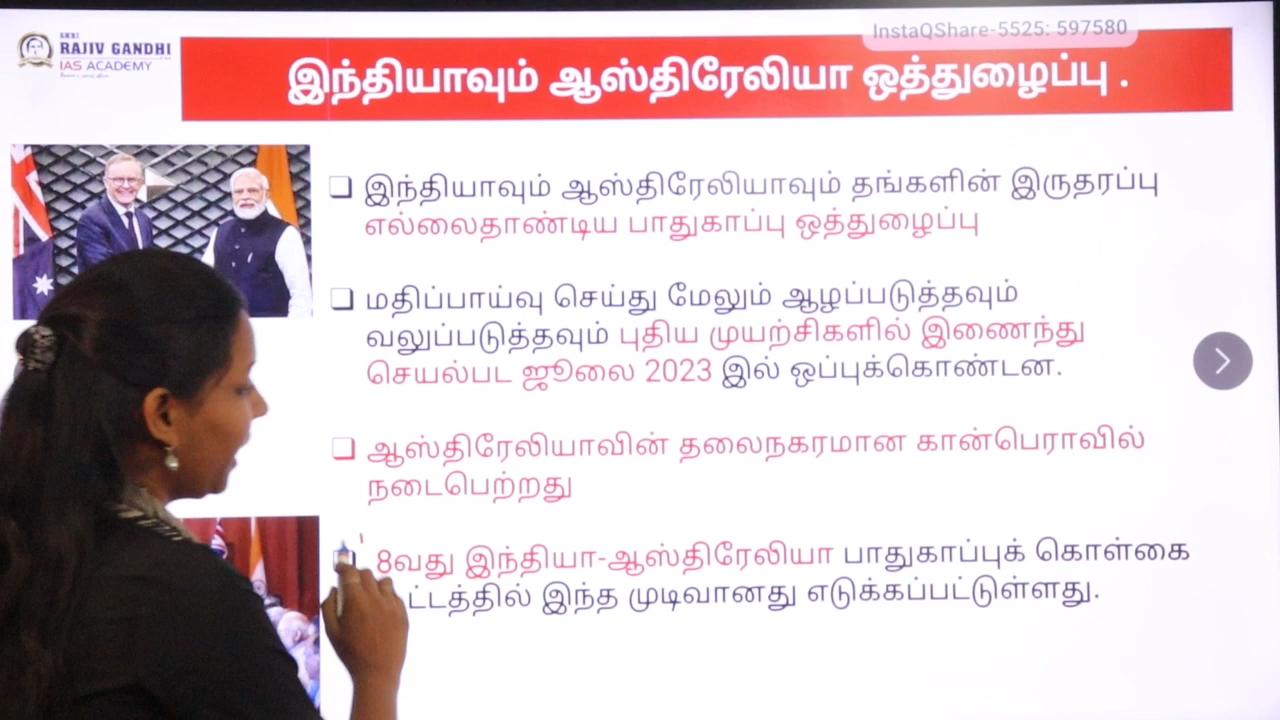 InstaQShare-5525: 597580
SHRI
RAJIV GANDHI
IAS ACADEMY
இந்தியாவும் ஆஸ்திரேலியா ஒத்துழைப்பு .
❑ இந்தியாவும் ஆஸ்திரேலியாவும் தங்களின் இருதரப்பு
எல்லைதாண்டிய பாதுகாப்பு ஒத்துழைப்பு
❑ மதிப்பாய்வு செய்து மேலும் ஆழப்படுத்தவும்
வலுப்படுத்தவும் புதிய முயற்சிகளில் இணைந்து
செயல்பட ஜூலை 2023 இல் ஒப்புக்கொண்டன.
❑ ஆஸ்திரேலியாவின் தலைநகரமான கான்பெராவில்
நடைபெற்றது
8வது இந்தியா-ஆஸ்திரேலியா பாதுகாப்புக் கொள்கை
ட்டத்தில் இந்த முடிவானது எடுக்கப்பட்டுள்ளது.